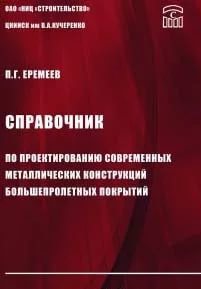 ОАО «НИЦ «СТРОИТЕЛЬСТВО»
ЦНИИСК им В.А.КУЧЕРЕНКО
П.Г. ЕРЕМЕЕВ
СПРАВОЧНИК
ПО ПРОЕКТИРОВАНИЮ СОВРЕМЕННЫХ
МЕТАЛЛИЧЕСКИХ КОНСТРУКЦИЙ
БОЛЬШЕПРОЛЕТНЫХ ПОКРЫТИЙ